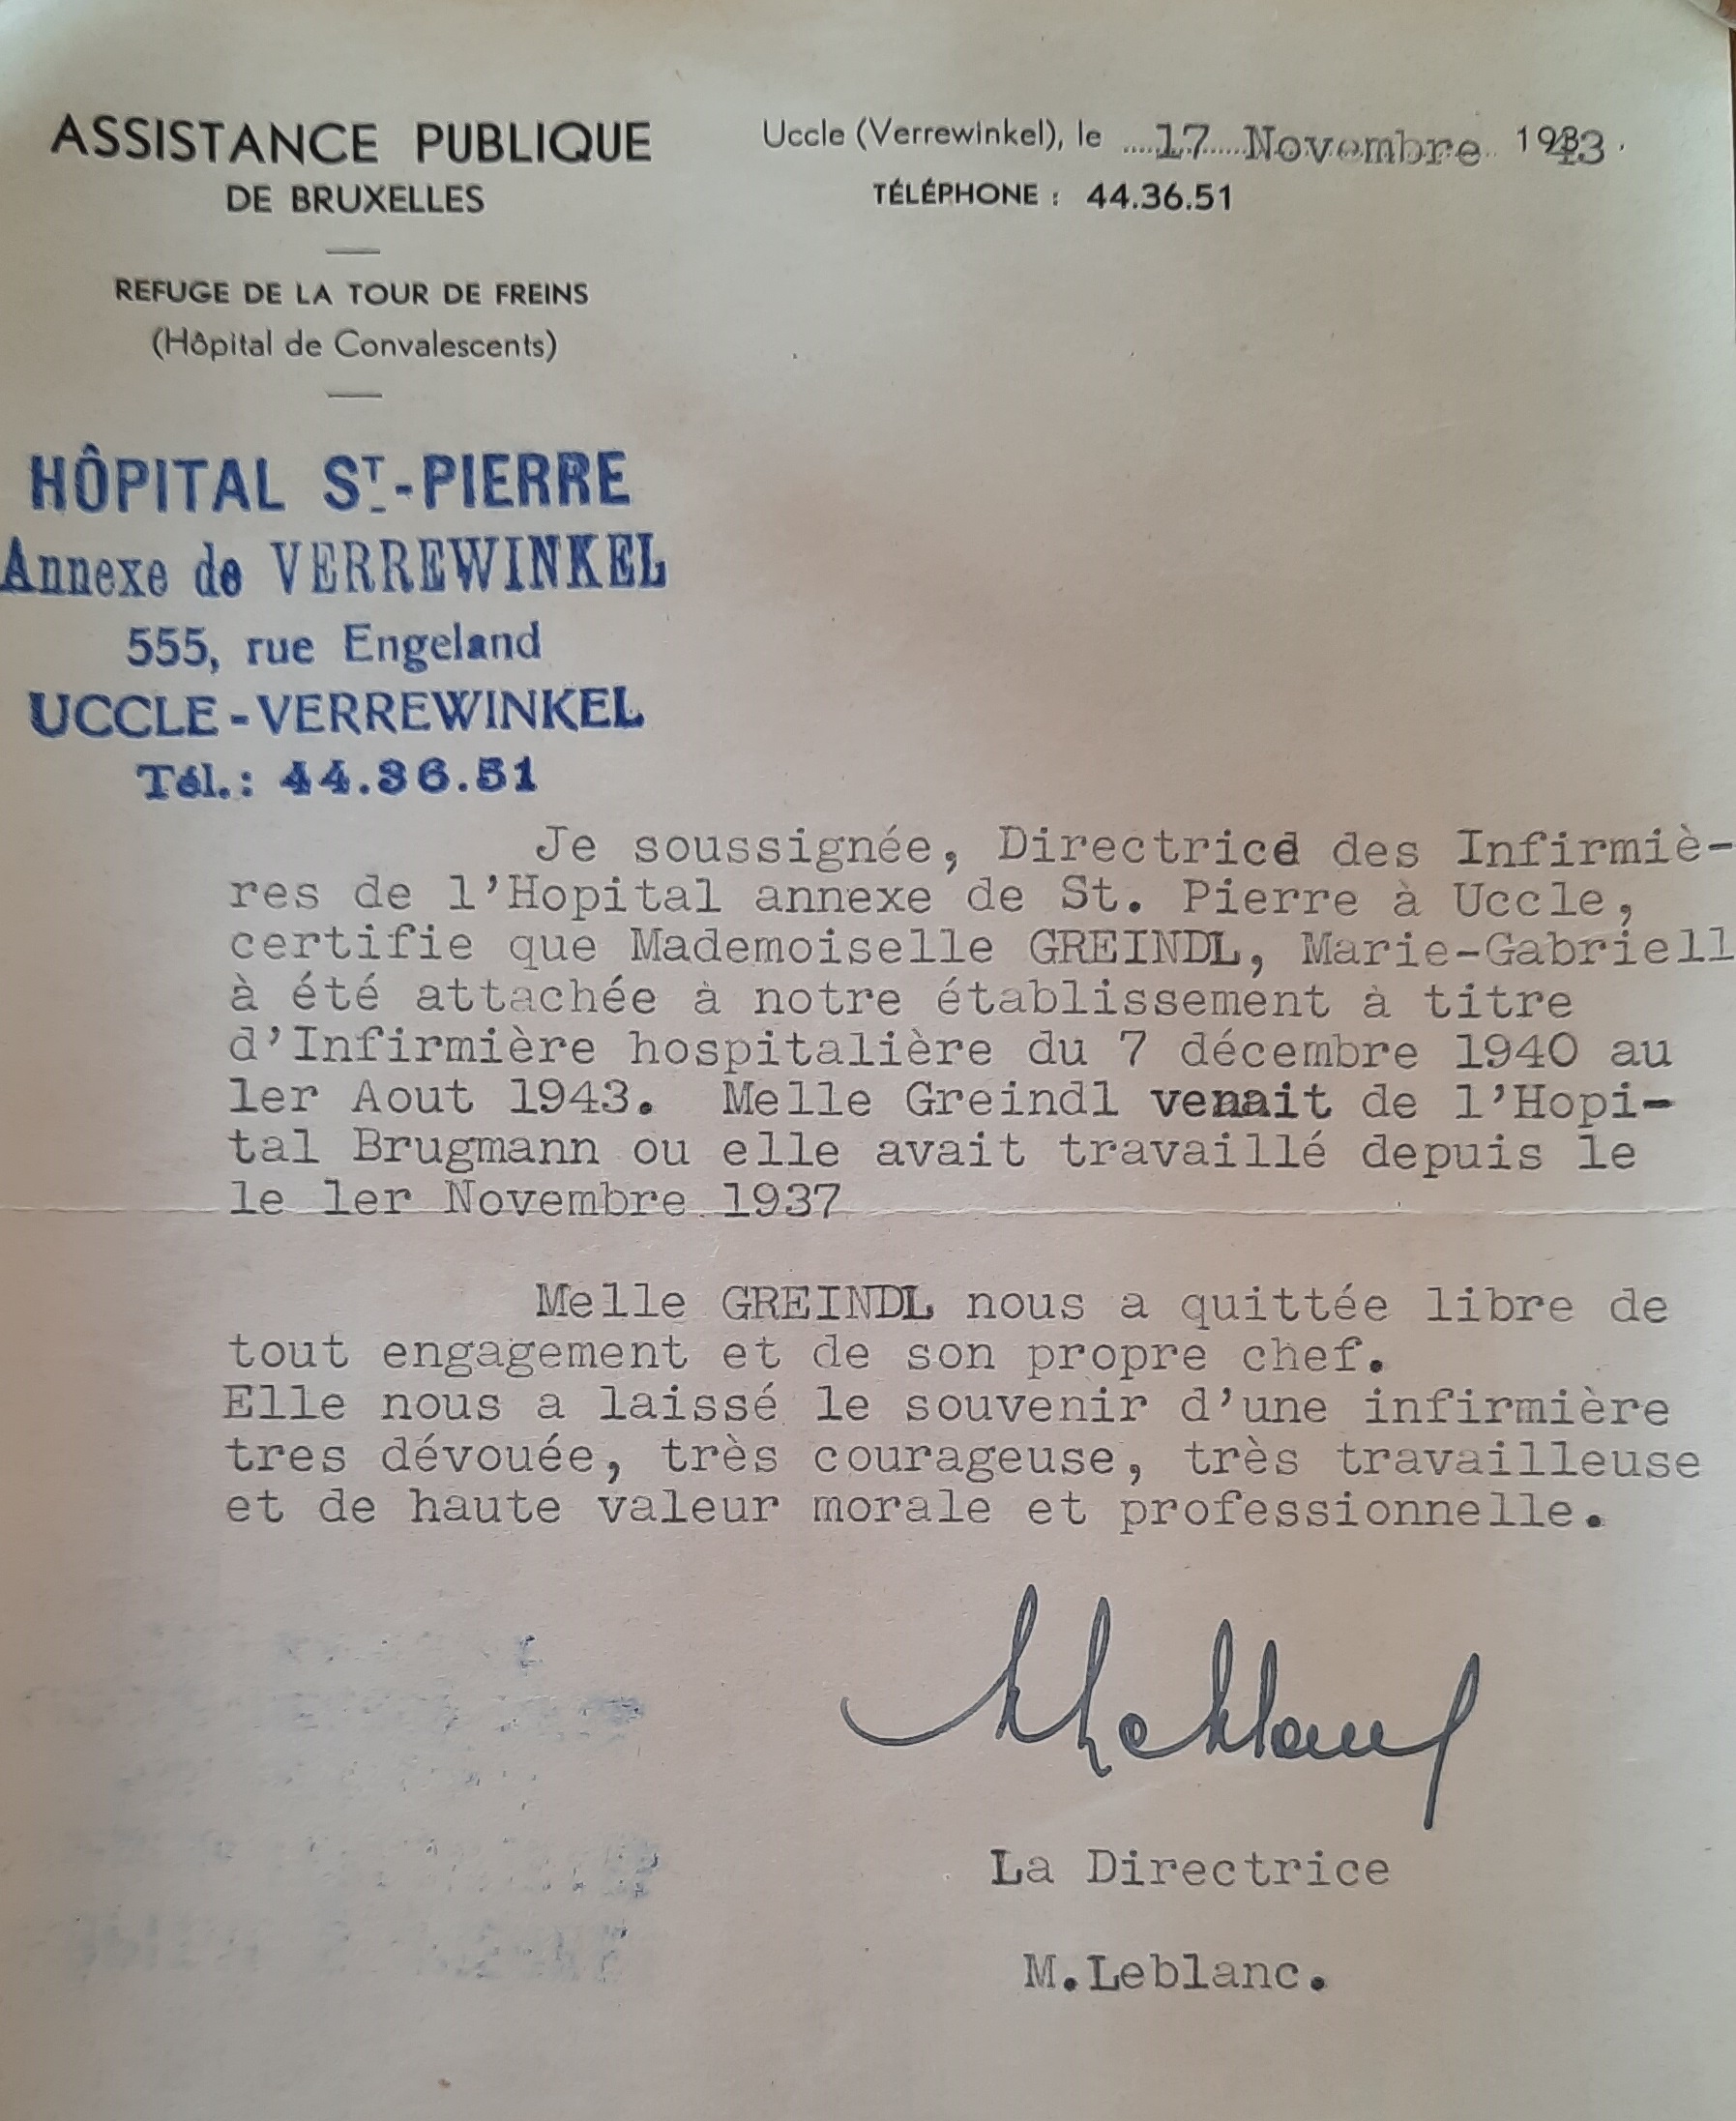 ASSISTANCE PUBLIQUE
DE BRUXELLES
REFUGE DE LA TOUR DE FREINS
(Hôpital de Convalescents)
Uccle (Verrewinkel), le 17 Novembre 1943.
TÉLÉPHONE : 44.36.51
HÔPITAL ST-PIERRE
Annexe de VERREWINKEL
555, rue Engeland
UCCLE-VERREWINKEL
Tél.: 44.36.51
Je soussignée, Directrice des Infirmiè-
res de l'Hopital annexe de St. Pierre à Uccle,
certifie que Mademoiselle GREINDL, Marie-Gabriell
à été attachée à notre établissement à titre
d'Infirmière hospitalière du 7 décembre 1940 au
1er Aout 1943. Melle Greindl venait de l'Hopi-
tal Brugmann ou elle avait travaillé depuis le
le 1er Novembre 1937
Melle GREINDL nous a quittée libre de
tout engagement et de son propre chef.
Elle nous a laissé le souvenir d'une infirmière
tres dévouée, très courageuse, très travailleuse
et de haute valeur morale et professionnelle.
La Directrice
M.Leblanc.